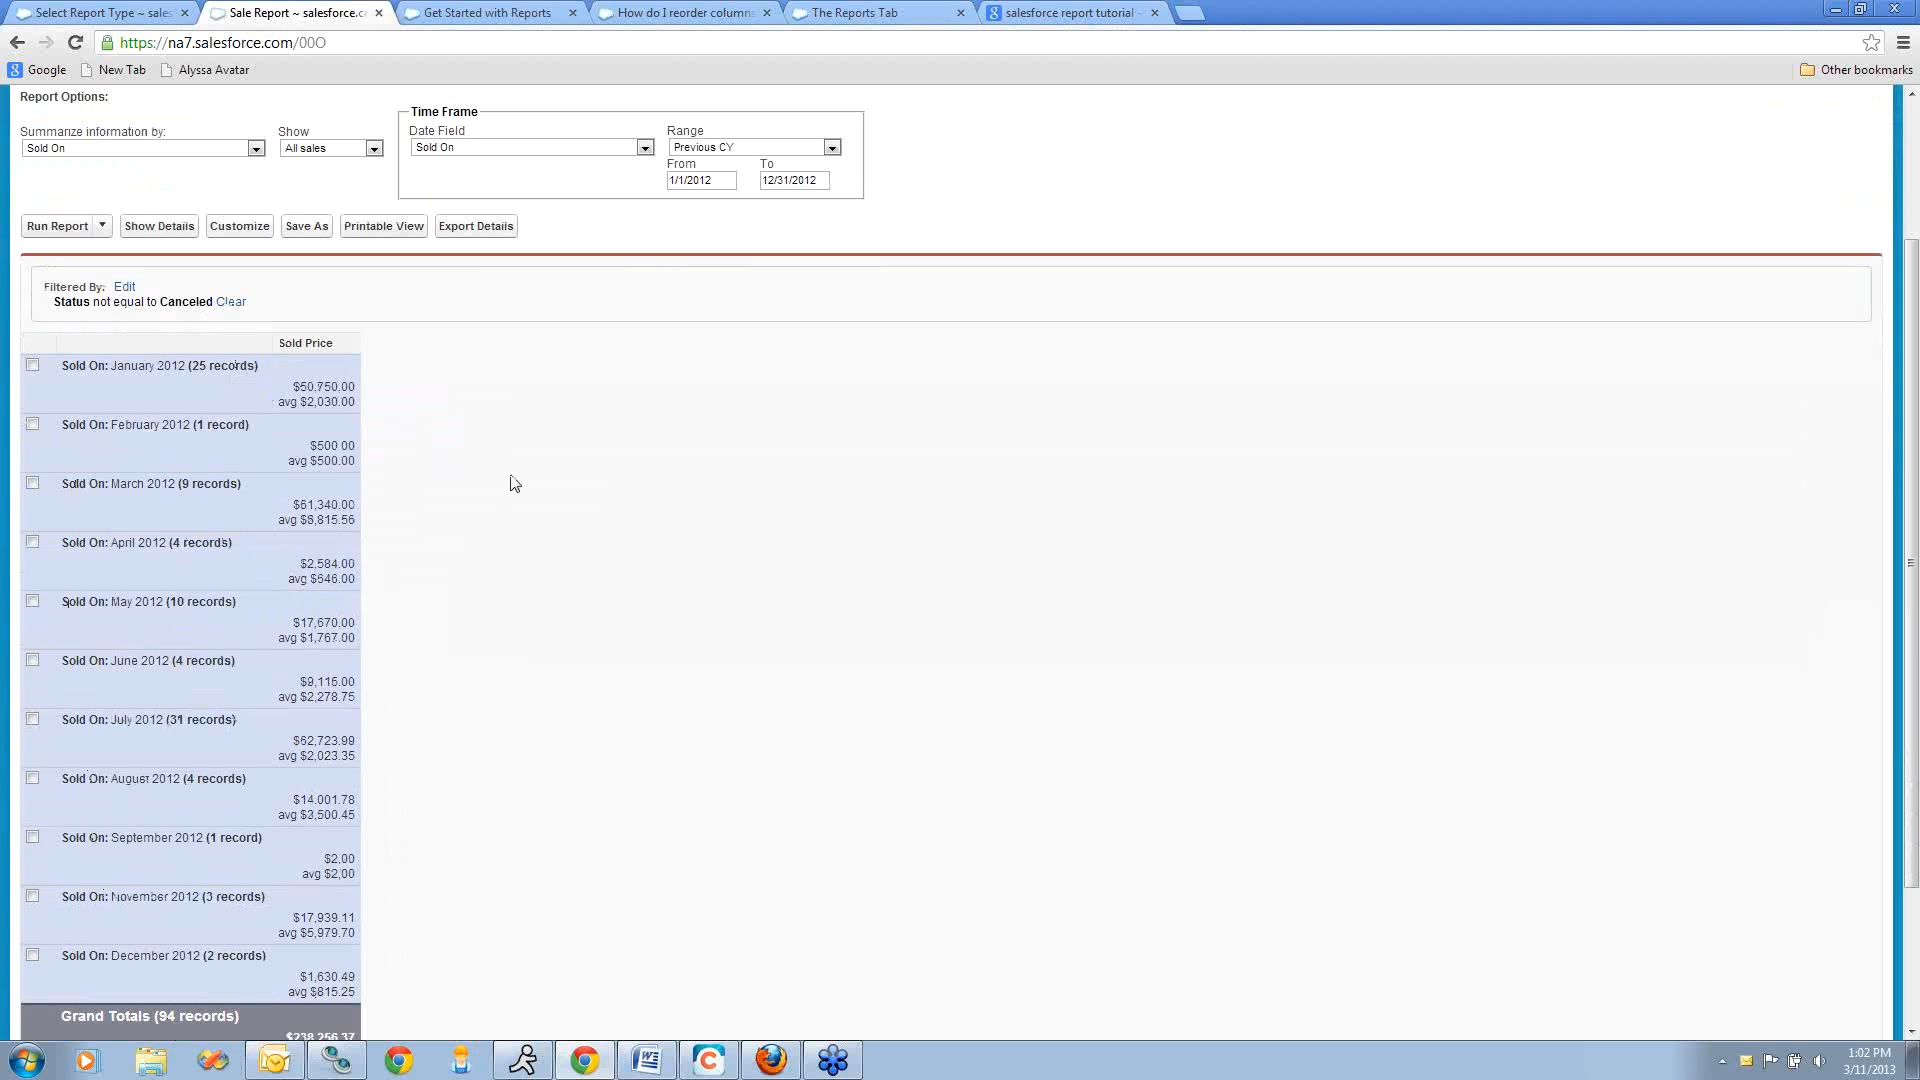 Select Report Type ~ sales
Sale Report ~ salesforce.c
Get Started with Reports
How do I reorder column
The Reports Tab
salesforce report tutorial -
https://na7.salesforce.com/00O
Google
New Tab
Alyssa Avatar
Other bookmarks
Report Options:
Time Frame
Summarize information by:
Show
Date Field
Range
Sold On
All sales
Sold On
Previous CY
From
To
1/1/2012
12/31/2012
Run Report
Show Details
Customize
Save As
Printable View
Export Details
Filtered By: Edit
Status not equal to Canceled Clear
Sold Price
Sold On: January 2012 (25 records)
$50,750.00
avg $2,030.00
Sold On: February 2012 (1 record)
$500.00
avg $500.00
Sold On: March 2012 (9 records)
$61,340.00
avg $6,815.56
Sold On: April 2012 (4 records)
$2,584.00
avg $646.00
Sold On: May 2012 (10 records)
$17,670.00
avg $1,767.00
Sold On: June 2012 (4 records)
$9,115.00
avg $2,278.75
Sold On: July 2012 (31 records)
$62,723.99
avg $2,023.35
Sold On: August 2012 (4 records)
$14,001.78
avg $3,500.45
Sold On: September 2012 (1 record)
$2.00
avg $2.00
Sold On: November 2012 (3 records)
$17,939.11
avg $5,979.70
Sold On: December 2012 (2 records)
$1,630.49
avg $815.25
Grand Totals (94 records)
$238,256.37
1:02 PM
3/11/2013